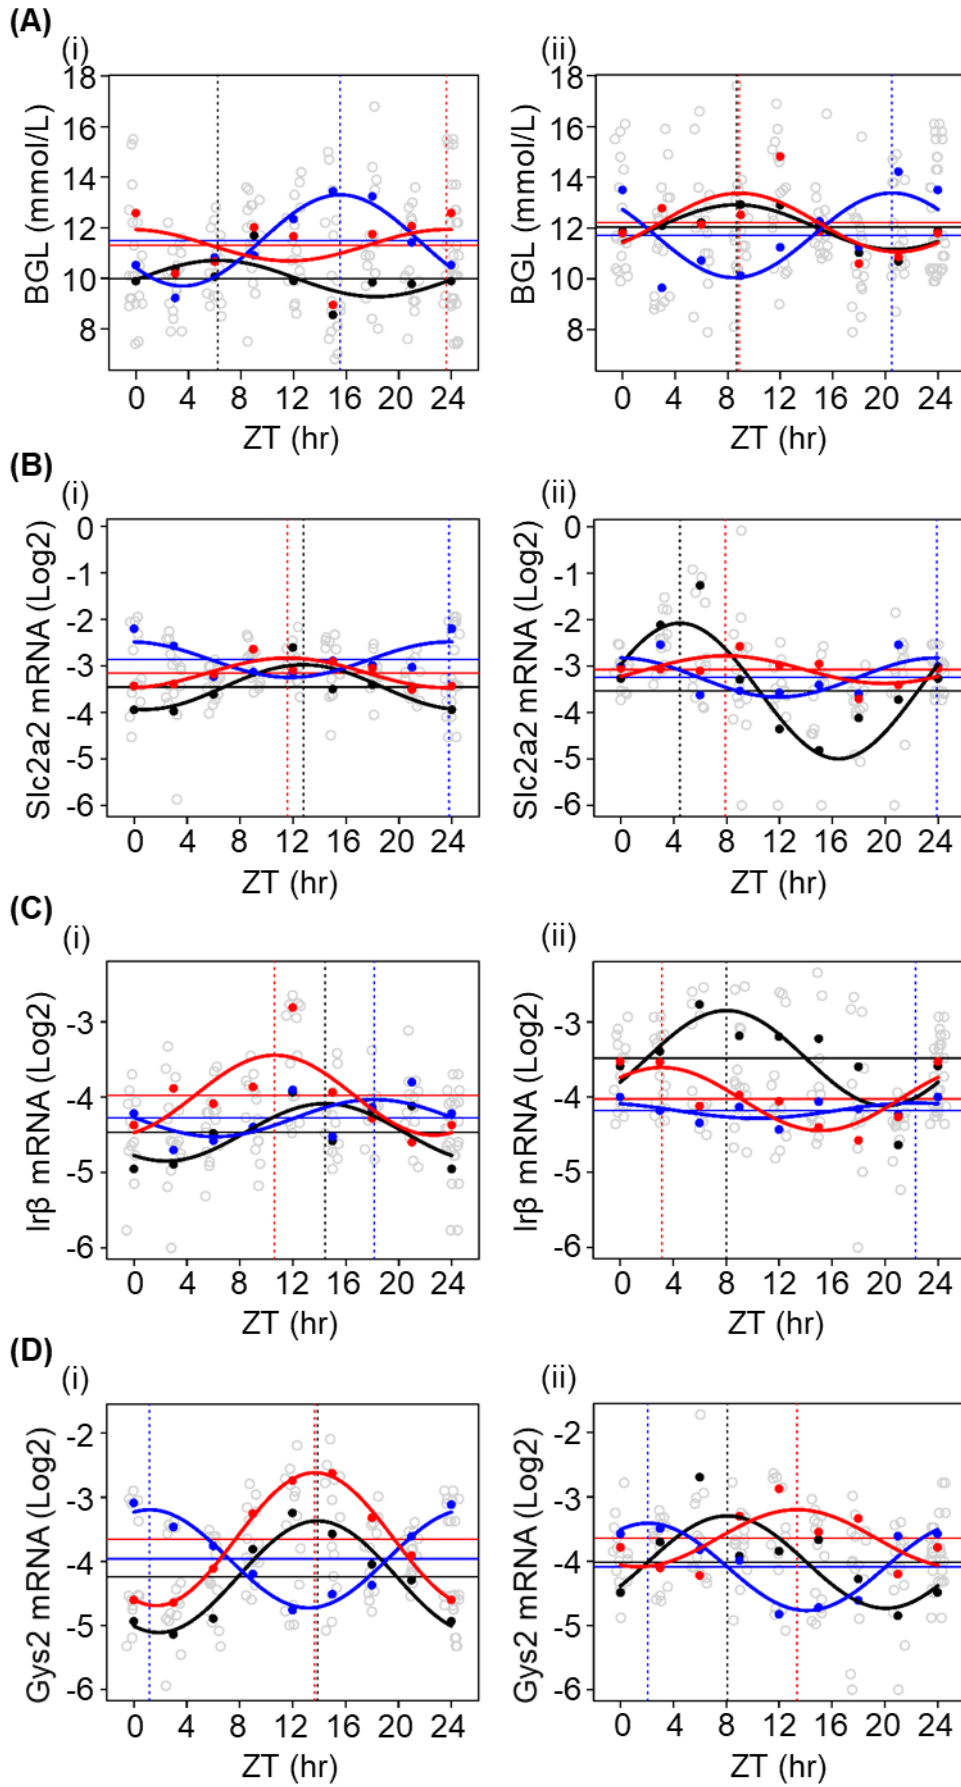 (A)
(i)
(ii)
BGL (mmol/L)
18
16
14
12
10
8
0 4 8 12 16 20 24
ZT (hr)
BGL (mmol/L)
18
16
14
12
10
8
0 4 8 12 16 20 24
ZT (hr)
(B)
(i)
(ii)
Slc2a2 mRNA (Log2)
0
-1
-2
-3
-4
-5
-6
0 4 8 12 16 20 24
ZT (hr)
Slc2a2 mRNA (Log2)
0
-1
-2
-3
-4
-5
-6
0 4 8 12 16 20 24
ZT (hr)
(C)
(i)
(ii)
Irβ mRNA (Log2)
-3
-4
-5
-6
0 4 8 12 16 20 24
ZT (hr)
Irβ mRNA (Log2)
-3
-4
-5
-6
0 4 8 12 16 20 24
ZT (hr)
(D)
(i)
(ii)
Gys2 mRNA (Log2)
-2
-3
-4
-5
-6
0 4 8 12 16 20 24
ZT (hr)
Gys2 mRNA (Log2)
-2
-3
-4
-5
-6
0 4 8 12 16 20 24
ZT (hr)